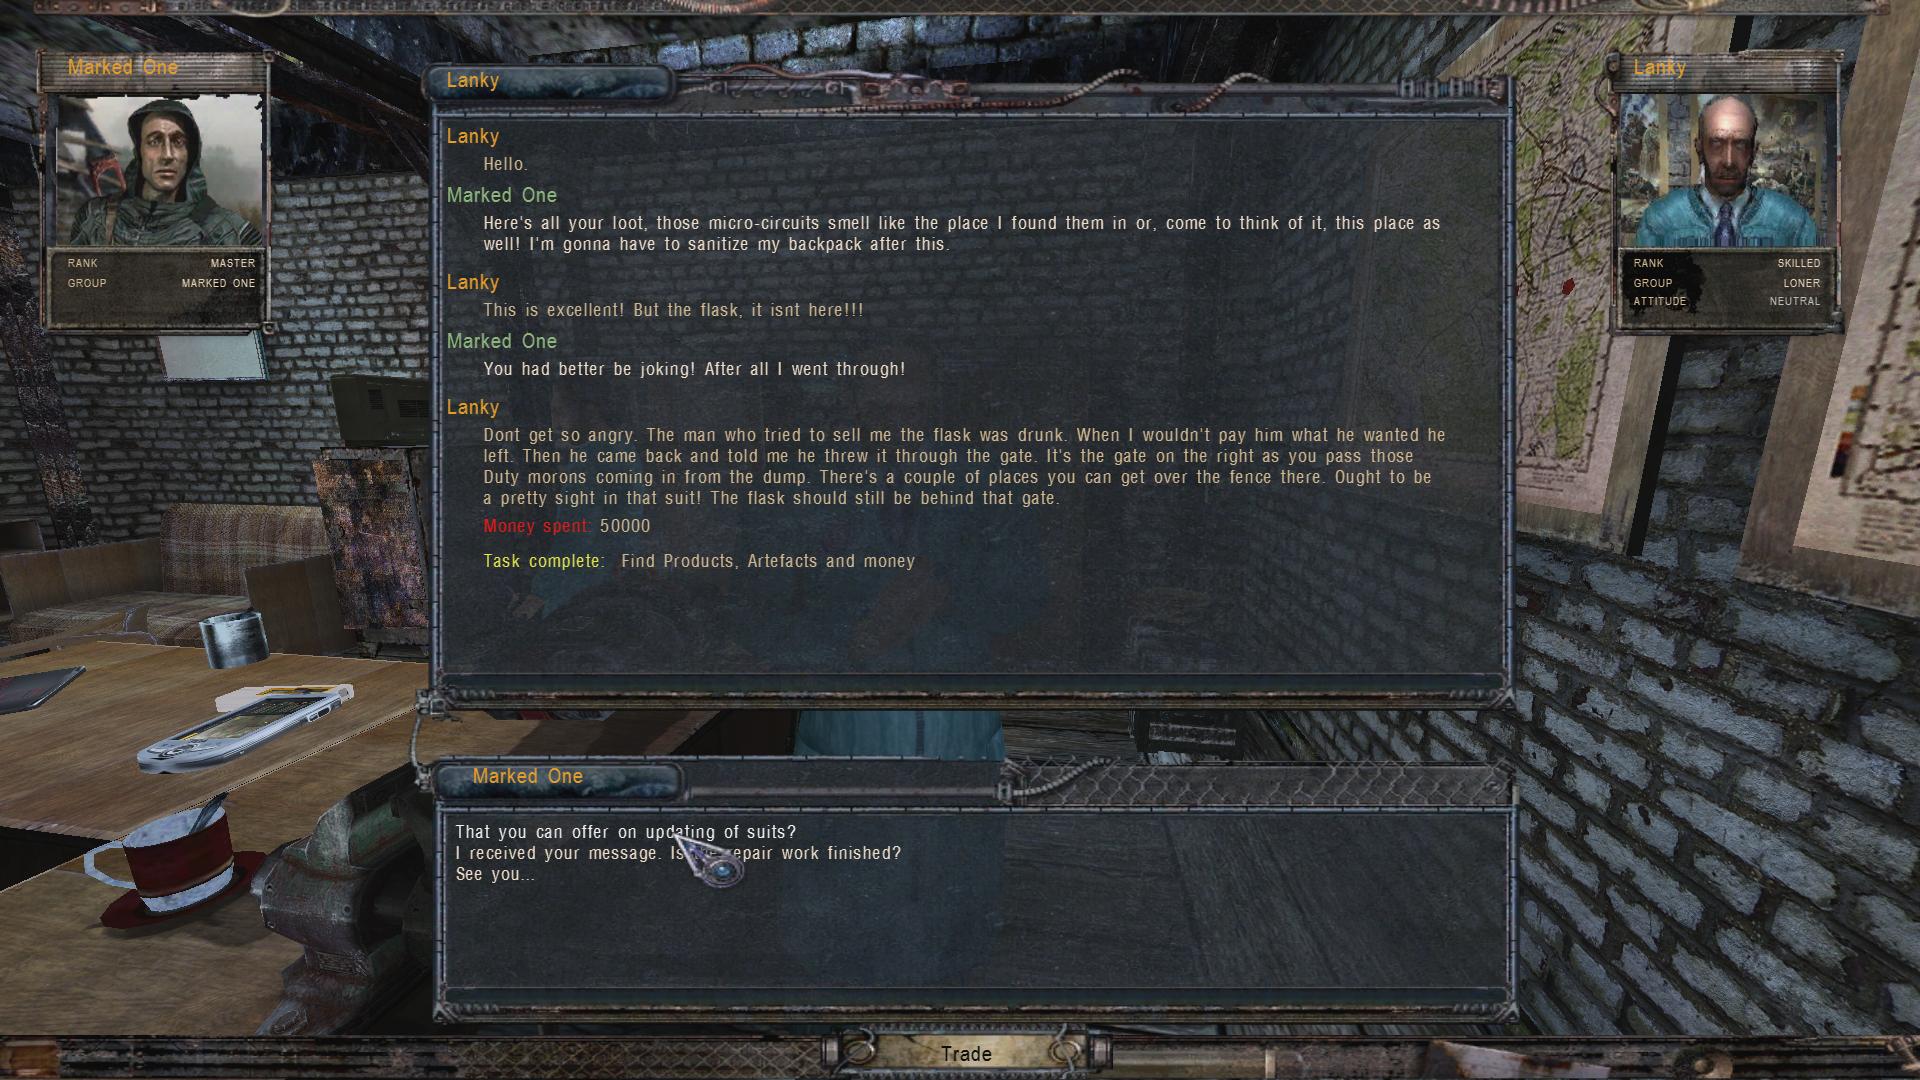 Marked One
RANK MASTER
GROUP MARKED ONE
Lanky
RANK SKILLED
GROUP LONER
ATTITUDE NEUTRAL
Lanky
Lanky
Hello.
Marked One
Here's all your loot, those micro-circuits smell like the place I found them in or, come to think of it, this place as
well! I'm gonna have to sanitize my backpack after this.
Lanky
This is excellent! But the flask, it isnt here!!!
Marked One
You had better be joking! After all I went through!
Lanky
Dont get so angry. The man who tried to sell me the flask was drunk. When I wouldn't pay him what he wanted he
left. Then he came back and told me he threw it through the gate. It's the gate on the right as you pass those
Duty morons coming in from the dump. There's a couple of places you can get over the fence there. Ought to be
a pretty sight in that suit! The flask should still be behind that gate.
Money spent: 50000
Task complete: Find Products, Artefacts and money
Marked One
That you can offer on updating of suits?
I received your message. Is repair work finished?
See you...
Trade